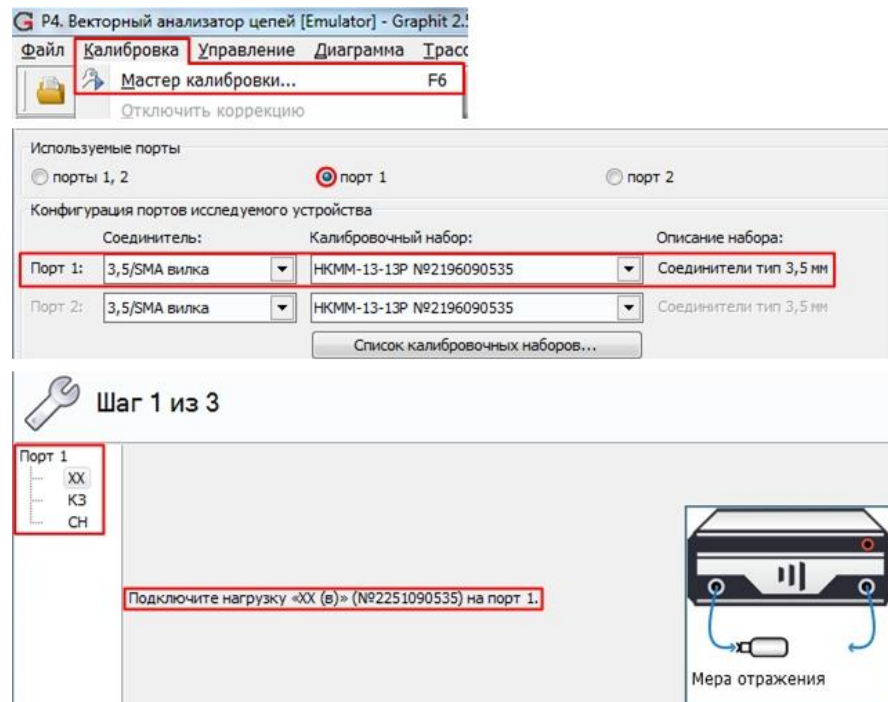 P4. Векторный анализатор цепей [Emulator] - Graphit 2.
Файл Калибровка Управление Диаграмма Трасс
Мастер калибровки... F6
Отключить коррекцию
Используемые порты
порты 1, 2 порт 1 порт 2
Конфигурация портов исследуемого устройства
Соединитель: Калибровочный набор: Описание набора:
Порт 1: 3,5/SMA вилка НКММ-13-13Р №2196090535 Соединители тип 3,5 мм
Порт 2: 3,5/SMA вилка НКММ-13-13Р №2196090535 Соединители тип 3,5 мм
Список калибровочных наборов...
Шаг 1 из 3
Порт 1
ХХ
КЗ
СН
Подключите нагрузку «ХХ (в)» (№2251090535) на порт 1.
Мера отражения